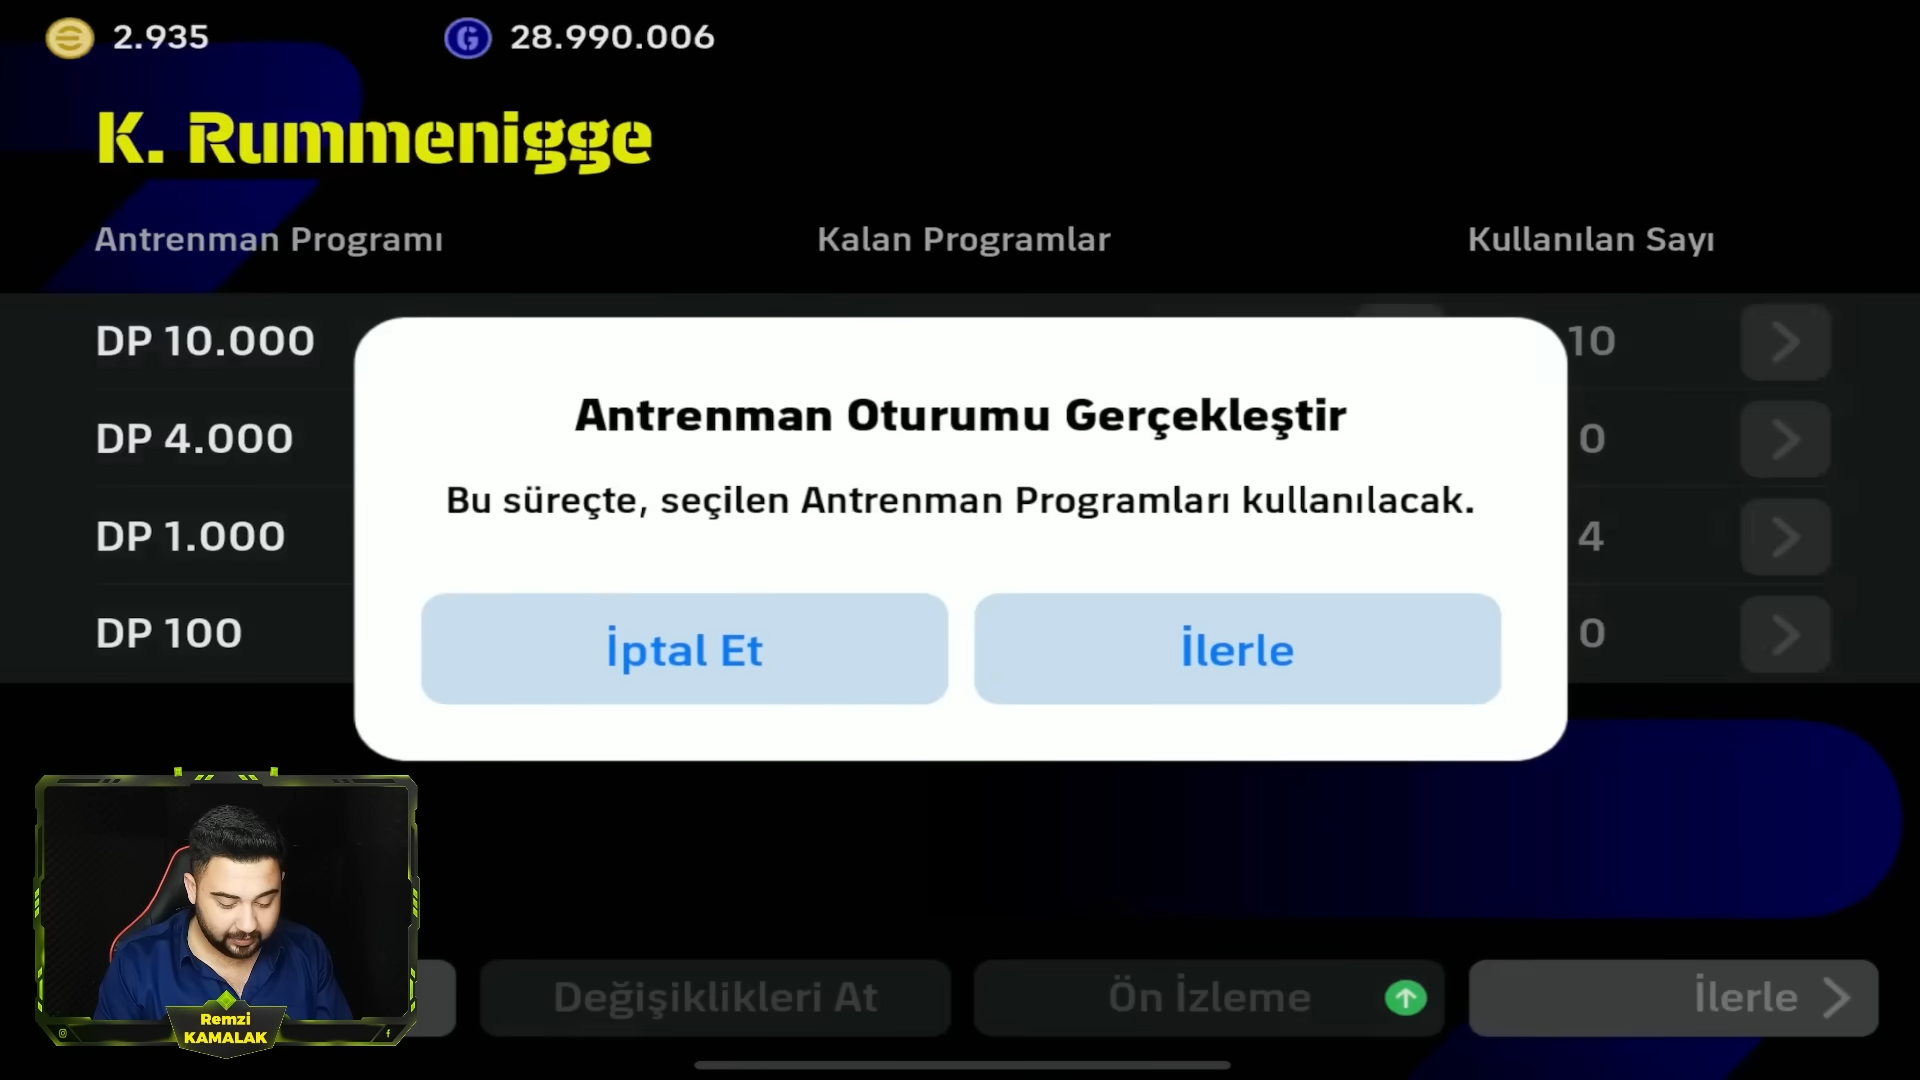 2.935
28.990.006
K. Rummenigge
Antrenman Programı Kalan Programlar Kullanılan Sayı
DP 10.000 10
DP 4.000 0
DP 1.000 4
DP 100 0
Antrenman Oturumu Gerçekleştir
Bu süreçte, seçilen Antrenman Programları kullanılacak.
İptal Et
İlerle
Değişiklikleri At
Ön İzleme
İlerle
Remzi
KAMALAK